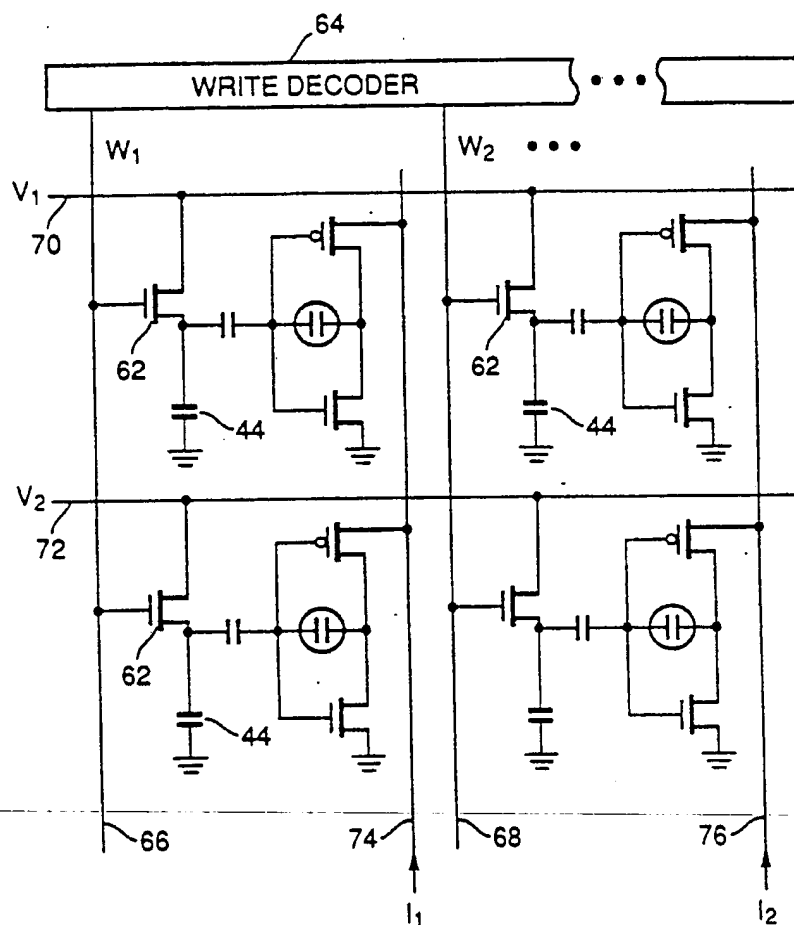 64
WRITE DECODER
W₁ W₂
V₁
70
62 62
44 44
V₂
72
62
44
66 74 68 76
I₁ I₂